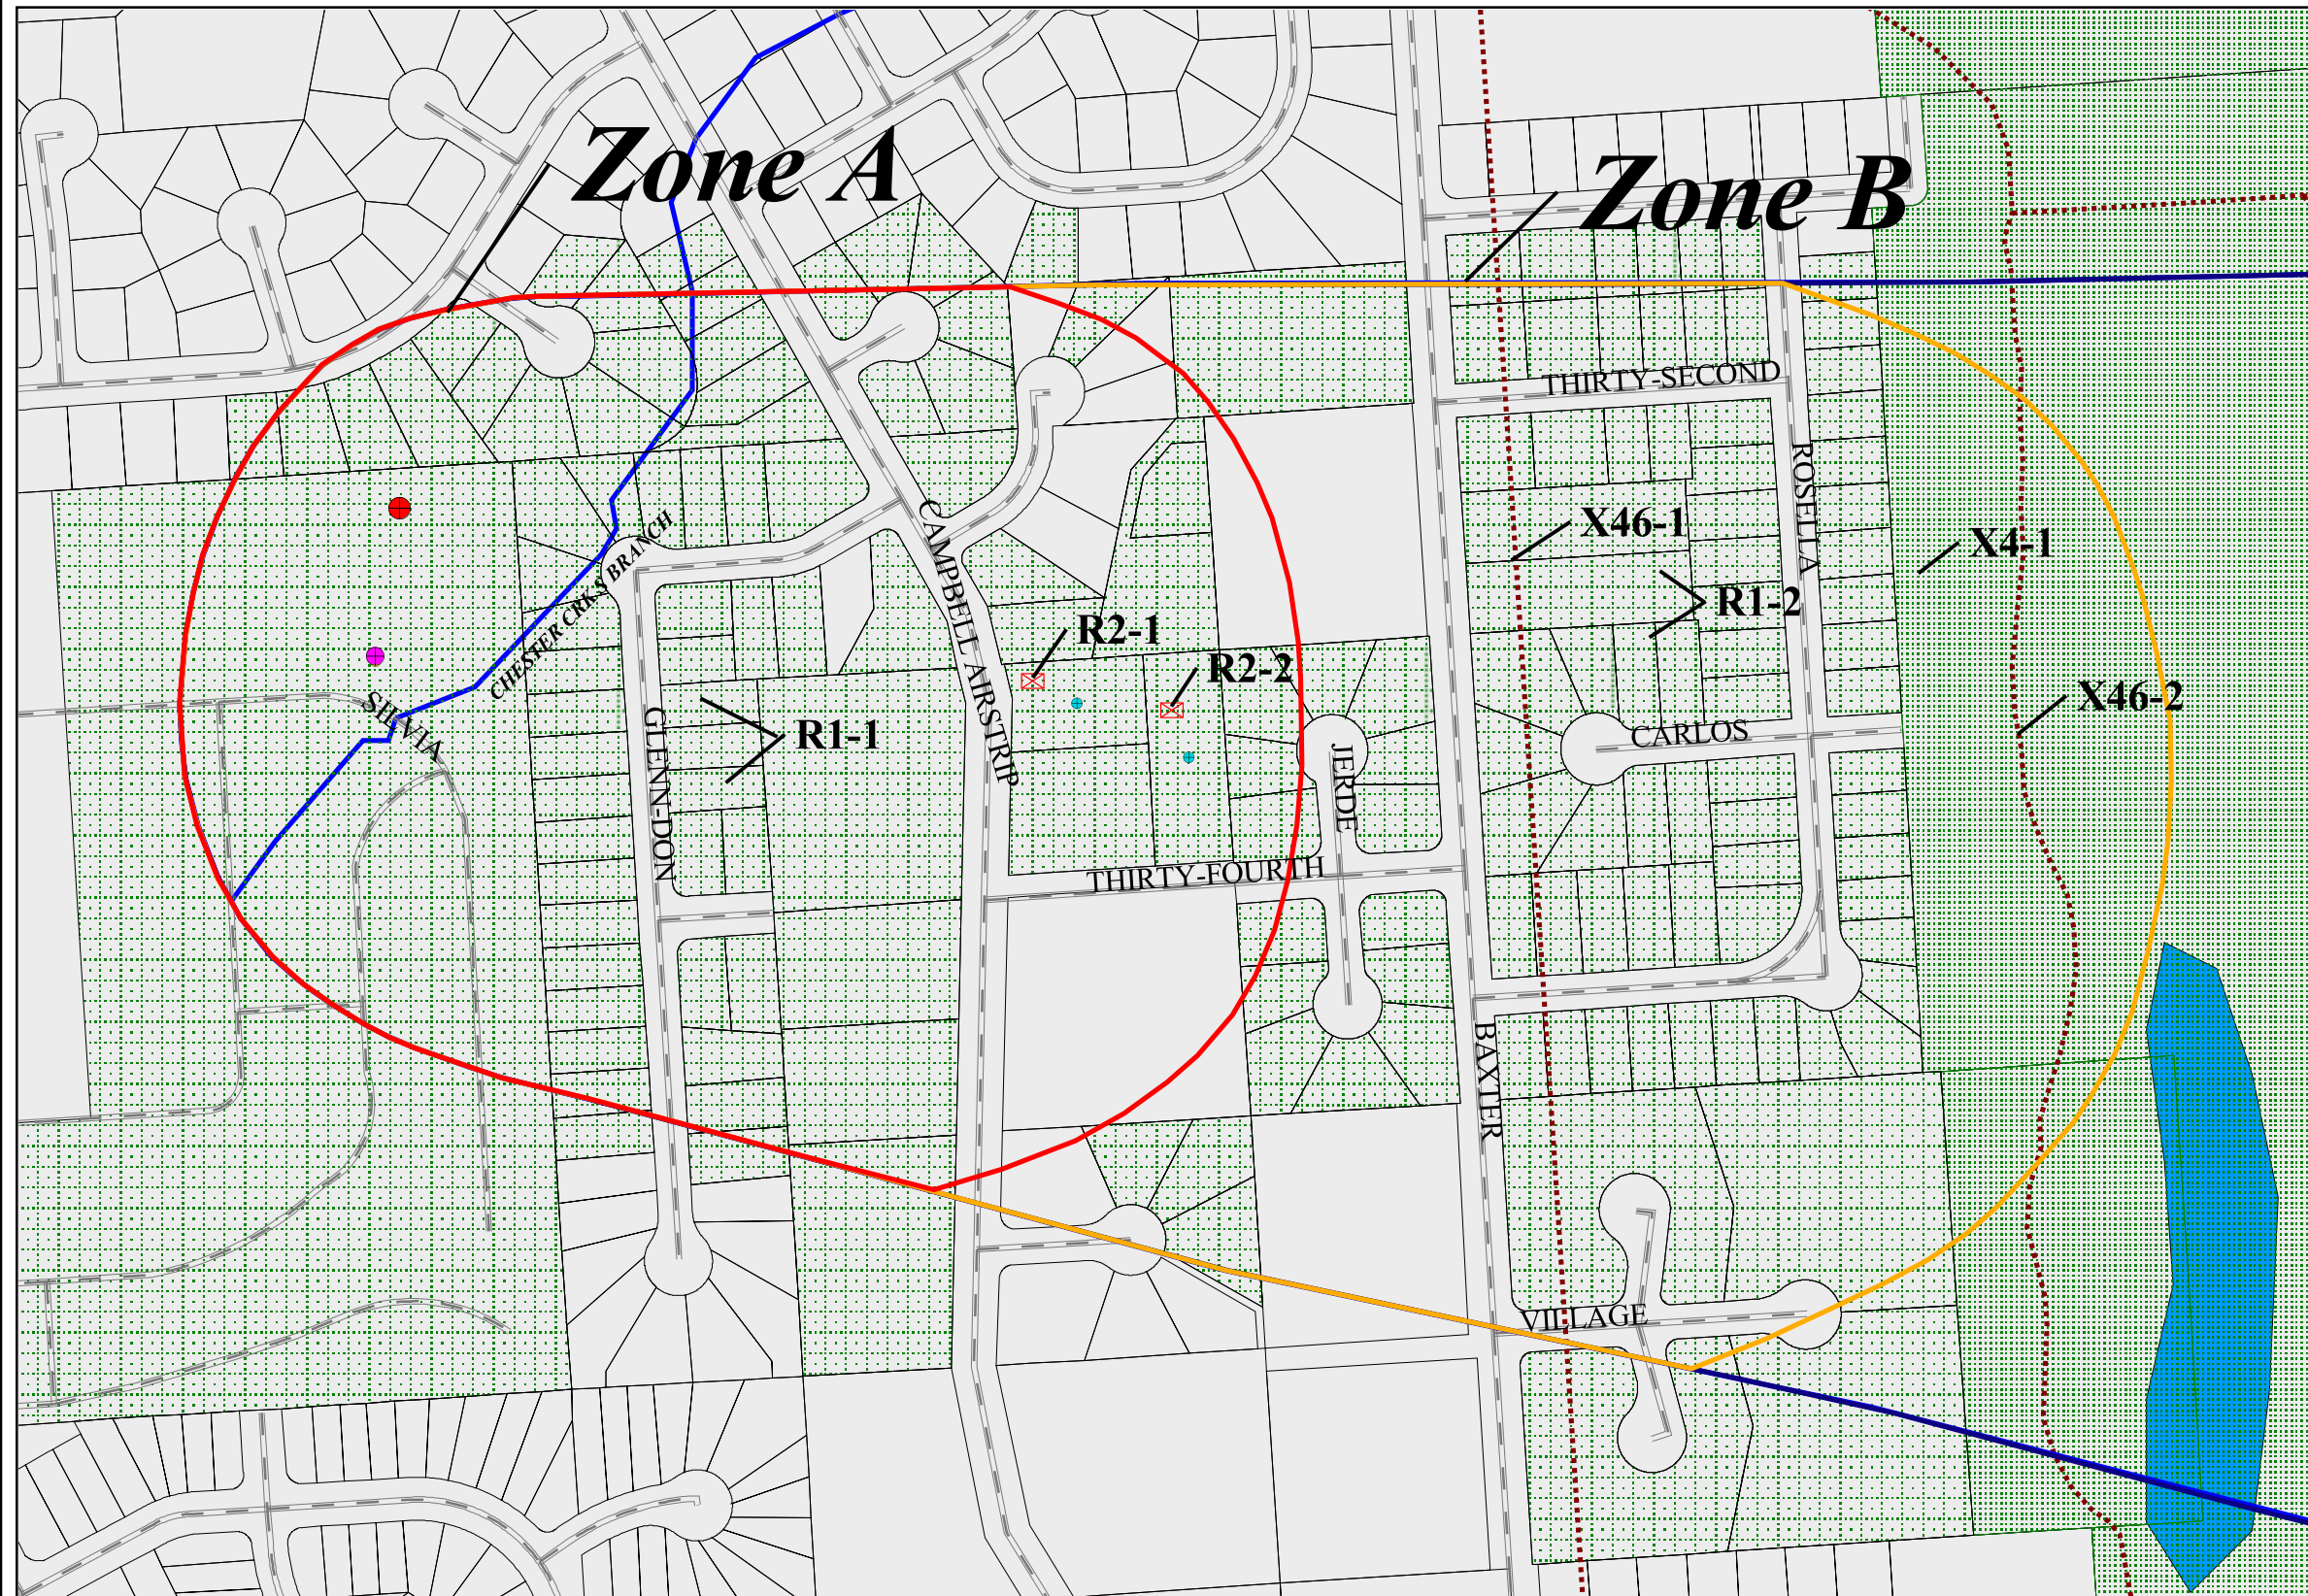 Zone A
Zone B
THIRTY-SECOND
ROSELLA
X46-1
X4-1
CAMPBELL AIRSTRIP
CHESTER CRK S BRANCH
R1-2
R2-1
R2-2
X46-2
SILVIA
GLENN-DON
R1-1
CARLOS
JERDE
THIRTY-FOURTH
BAXTER
VILLAGE